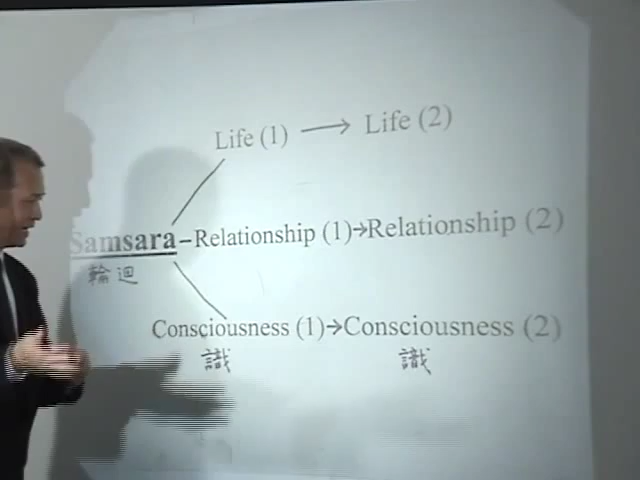 Life (1) → Life (2)
Samsara – Relationship (1)→Relationship (2)
輪迴
Consciousness (1)→Consciousness (2)
識 識